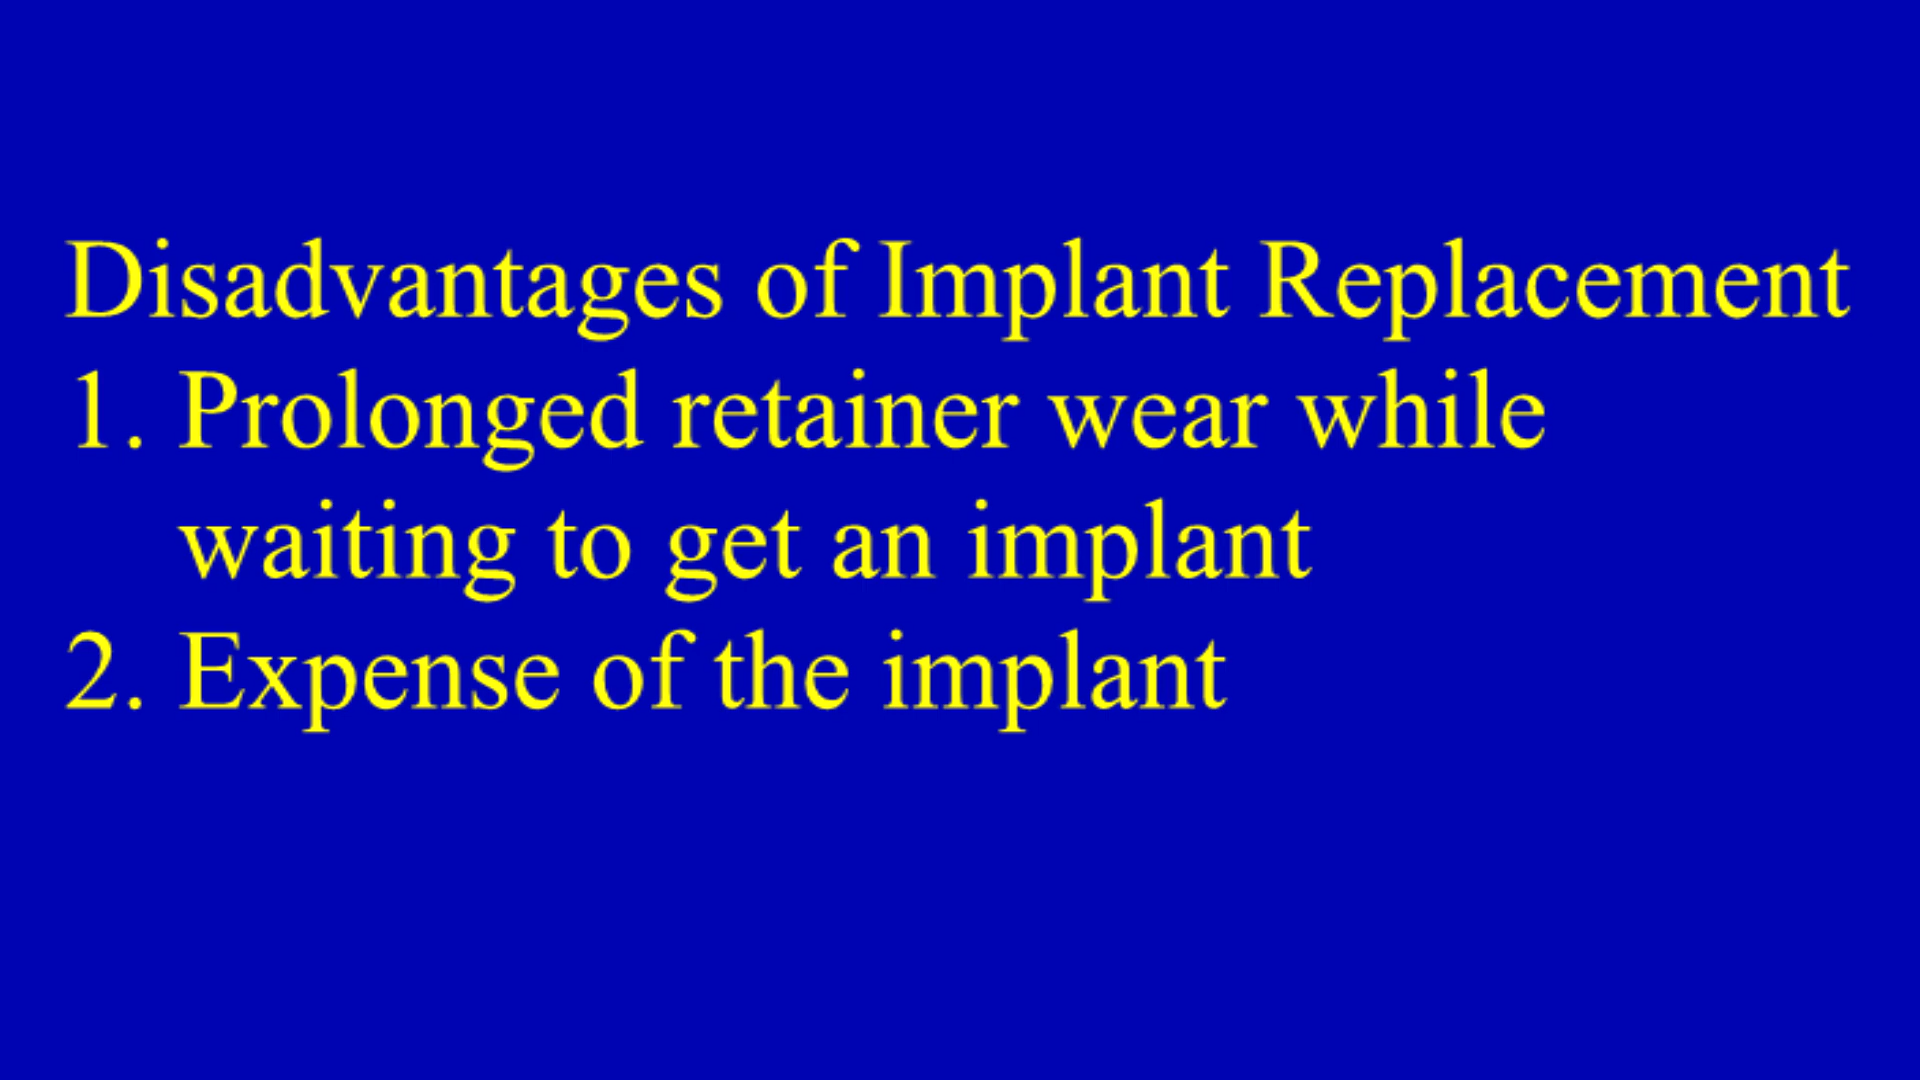 Disadvantages of Implant Replacement
1. Prolonged retainer wear while
waiting to get an implant
2. Expense of the implant